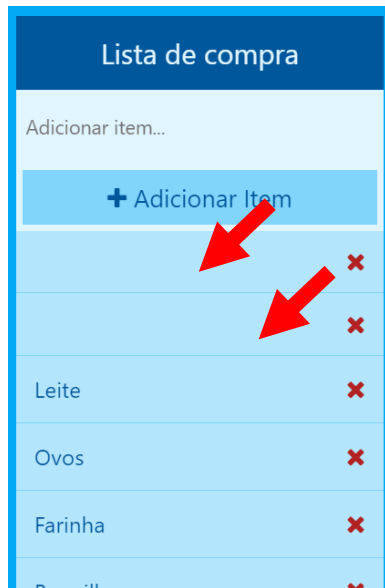 Lista de compra
Adicionar item...
Adicionar Item
Leite
Ovos
Farinha